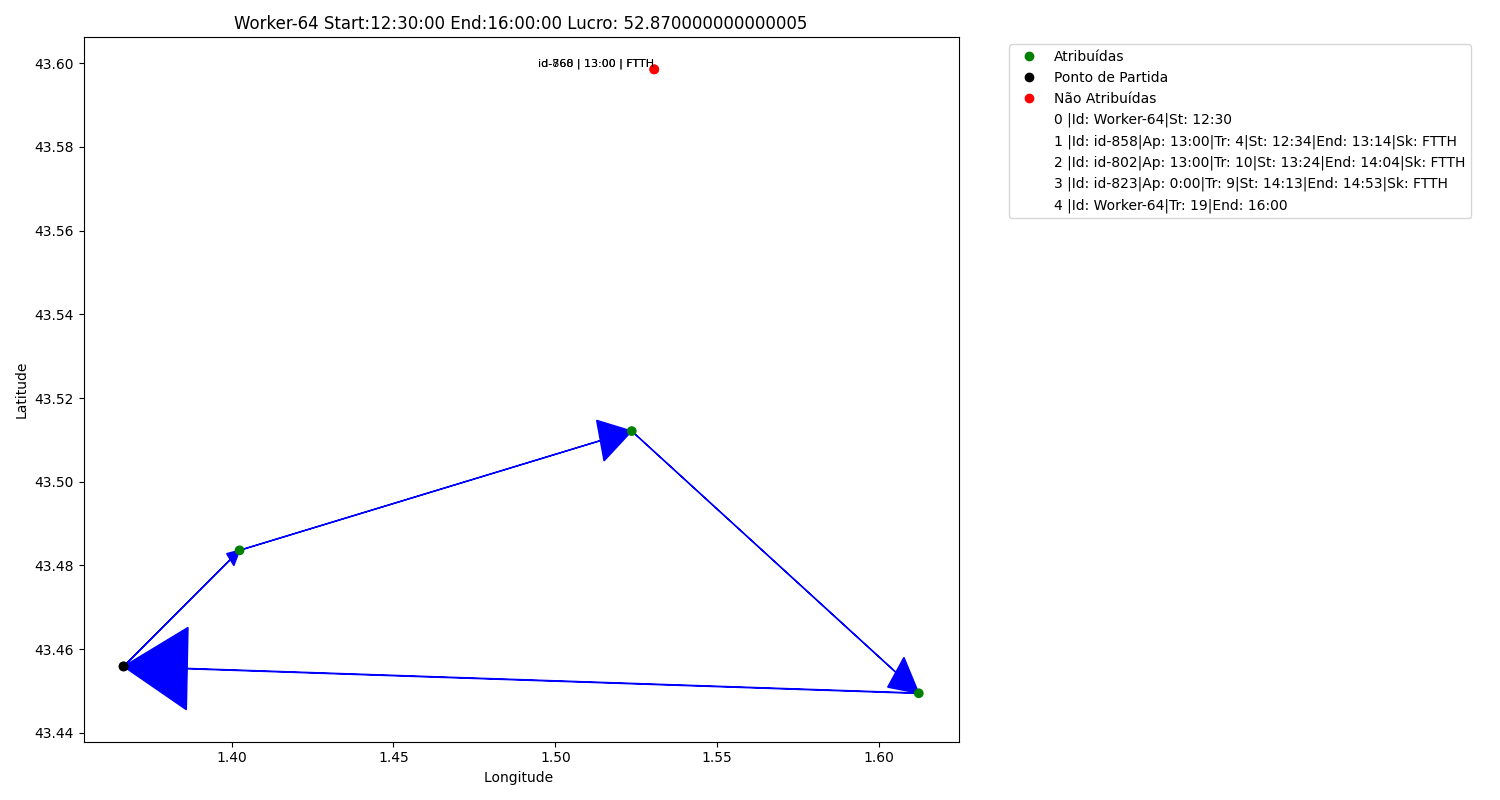 Worker-64 Start:12:30:00 End:16:00:00 Lucro: 52.870000000000005
43.60
43.58
43.56
43.54
43.52
43.50
43.48
43.46
43.44
Latitude
| 13:00 | FTTH
1.40
1.45
1.50
1.55
1.60
Longitude
Atribuídas
Ponto de Partida
Não Atribuídas
0 |Id: Worker-64|St: 12:30
1 |Id: id-858|Ap: 13:00|Tr: 4|St: 12:34|End: 13:14|Sk: FTTH
2 |Id: id-802|Ap: 13:00|Tr: 10|St: 13:24|End: 14:04|Sk: FTTH
3 |Id: id-823|Ap: 0:00|Tr: 9|St: 14:13|End: 14:53|Sk: FTTH
4 |Id: Worker-64|Tr: 19|End: 16:00